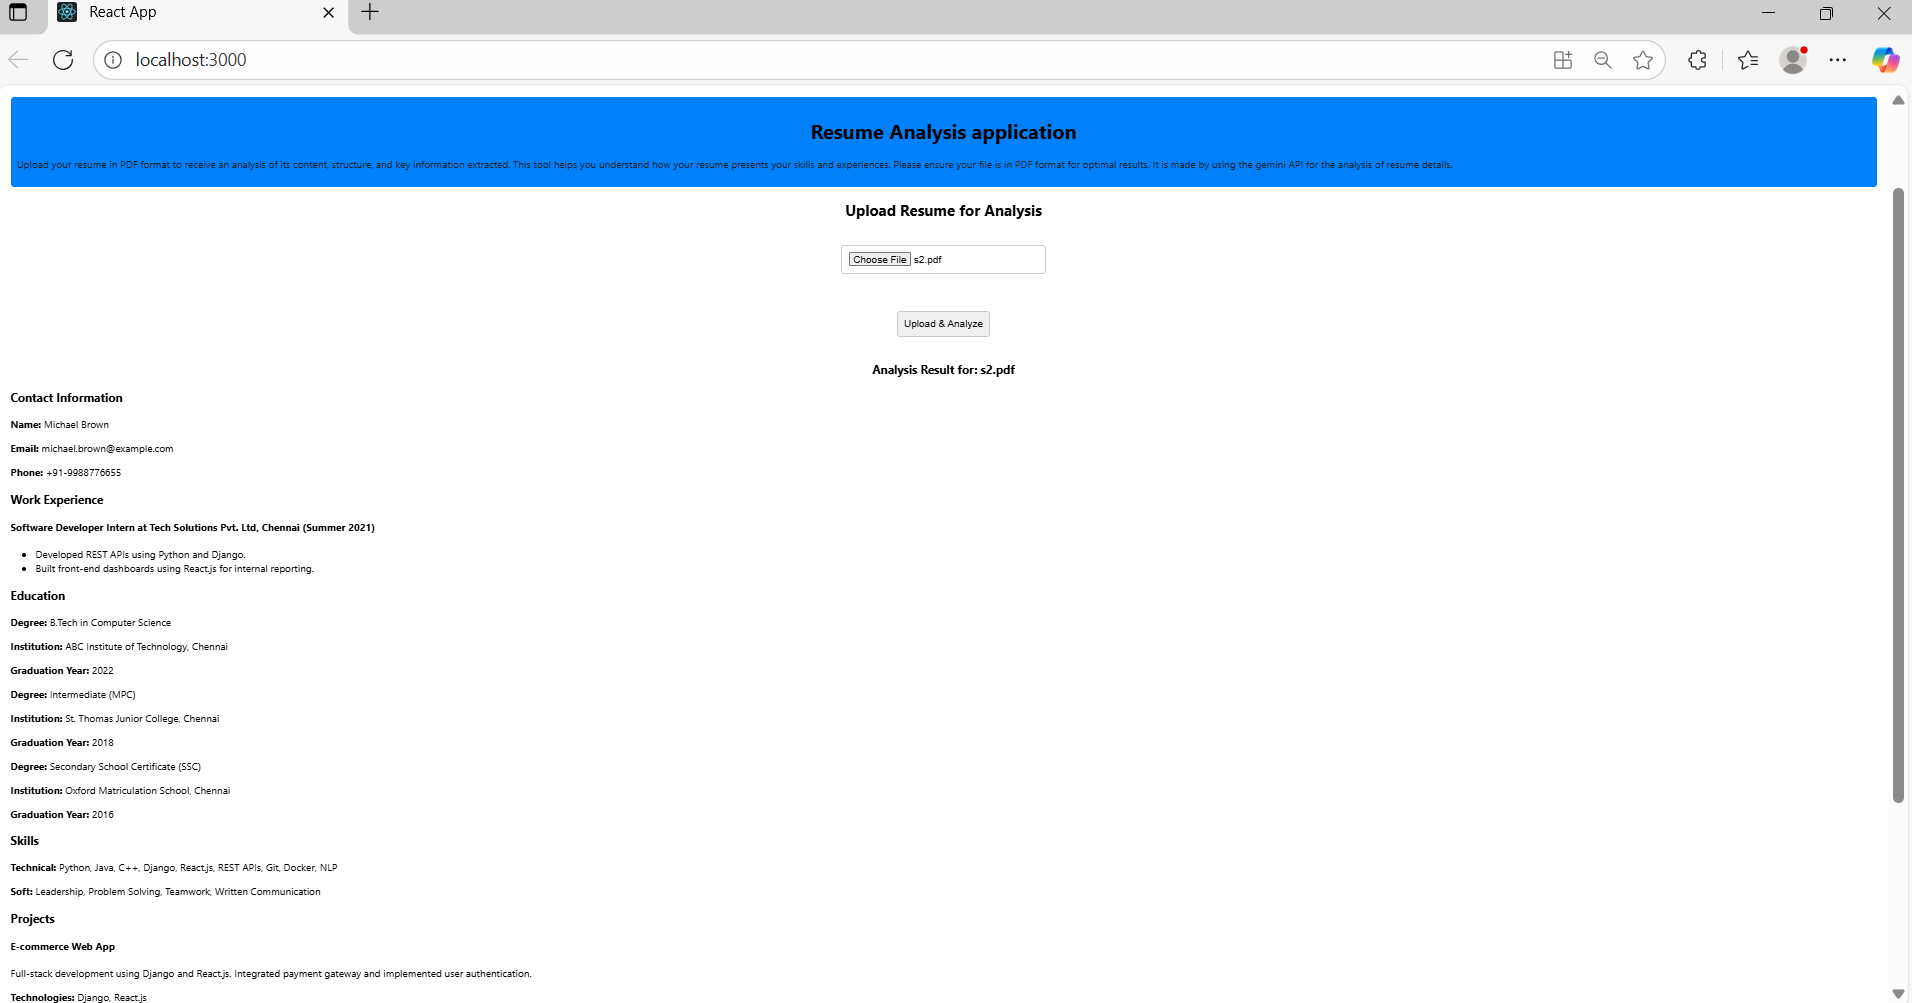 React App
localhost:3000
Resume Analysis application
Upload your resume in PDF format to receive an analysis of its content, structure, and key information extracted. This tool helps you understand how your resume presents your skills and experiences. Please ensure your file is in PDF format for optimal results. It is made by using the gemini API for the analysis of resume details.
Upload Resume for Analysis
Choose File s2.pdf
Upload & Analyze
Analysis Result for: s2.pdf
Contact Information
Name: Michael Brown
Email: michael.brown@example.com
Phone: +91-9988776655
Work Experience
Software Developer Intern at Tech Solutions Pvt. Ltd, Chennai (Summer 2021)
• Developed REST APIs using Python and Django.
• Built front-end dashboards using React.js for internal reporting.
Education
Degree: B.Tech in Computer Science
Institution: ABC Institute of Technology, Chennai
Graduation Year: 2022
Degree: Intermediate (MPC)
Institution: St. Thomas Junior College, Chennai
Graduation Year: 2018
Degree: Secondary School Certificate (SSC)
Institution: Oxford Matriculation School, Chennai
Graduation Year: 2016
Skills
Technical: Python, Java, C++, Django, React.js, REST APIs, Git, Docker, NLP
Soft: Leadership, Problem Solving, Teamwork, Written Communication
Projects
E-commerce Web App
Full-stack development using Django and React.js. Integrated payment gateway and implemented user authentication.
Technologies: Django, React.js